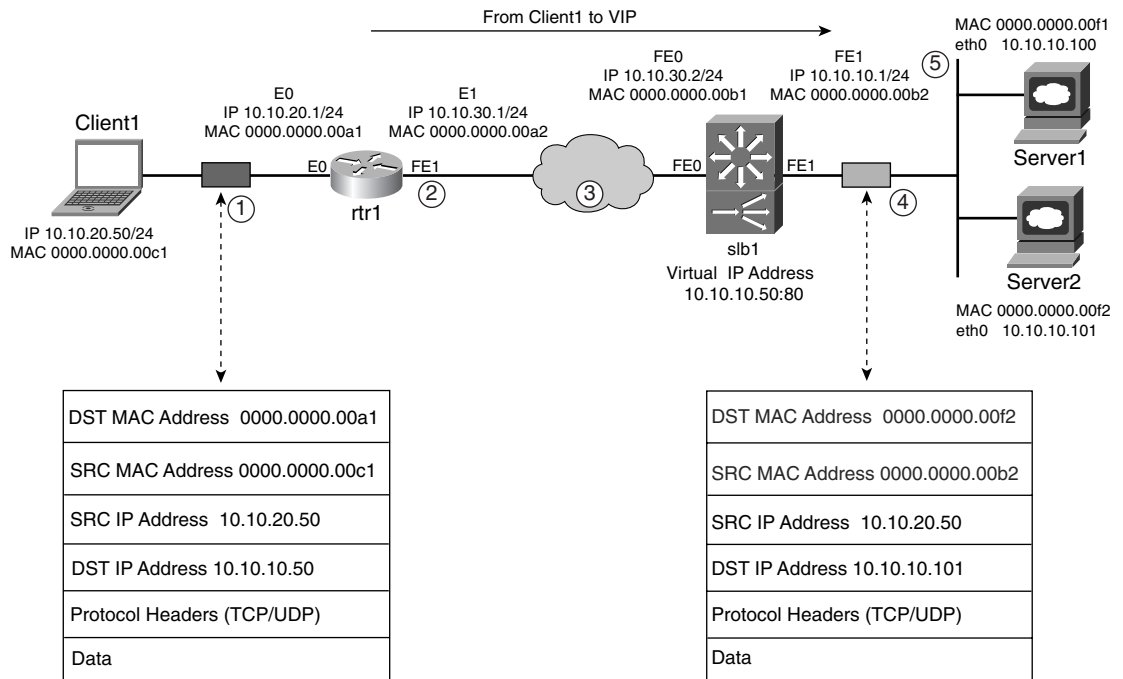 From Client1 to VIP
MAC 0000.0000.00f1
eth0 10.10.10.100
5
FE0
IP 10.10.30.2/24
MAC 0000.0000.00b1
FE1
IP 10.10.10.1/24
MAC 0000.0000.00b2
E0
IP 10.10.20.1/24
MAC 0000.0000.00a1
E1
IP 10.10.30.1/24
MAC 0000.0000.00a2
Client1
Server1
E0
FE1
FE0
FE1
1
2
3
4
rtr1
IP 10.10.20.50/24
MAC 0000.0000.00c1
slb1
Virtual IP Address
10.10.10.50:80
Server2
MAC 0000.0000.00f2
eth0 10.10.10.101
DST MAC Address 0000.0000.00a1
SRC MAC Address 0000.0000.00c1
SRC IP Address 10.10.20.50
DST IP Address 10.10.10.50
Protocol Headers (TCP/UDP)
Data
DST MAC Address 0000.0000.00f2
SRC MAC Address 0000.0000.00b2
SRC IP Address 10.10.20.50
DST IP Address 10.10.10.101
Protocol Headers (TCP/UDP)
Data